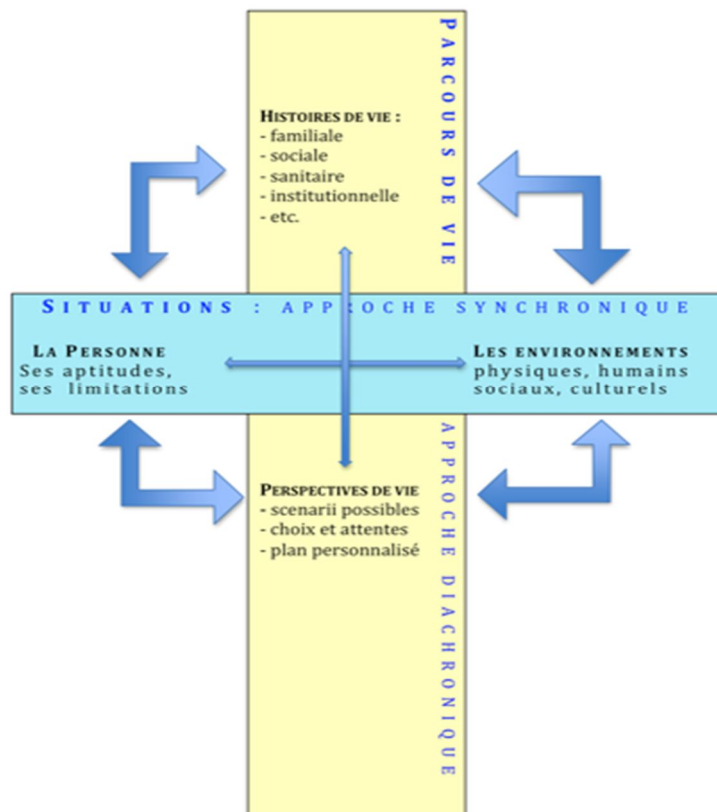 PARCOURS DE VIE
HISTOIRES DE VIE :
- familiale
- sociale
- sanitaire
- institutionnelle
- etc.
SITUATIONS : APPROCHE SYNCHRONIQUE
LA PERSONNE
Ses aptitudes,
ses limitations
LES ENVIRONNEMENTS
physiques, humains
sociaux, culturels
PERSPECTIVES DE VIE
- scenarii possibles
- choix et attentes
- plan personnalisé
APPROCHE DIACHRONIQUE